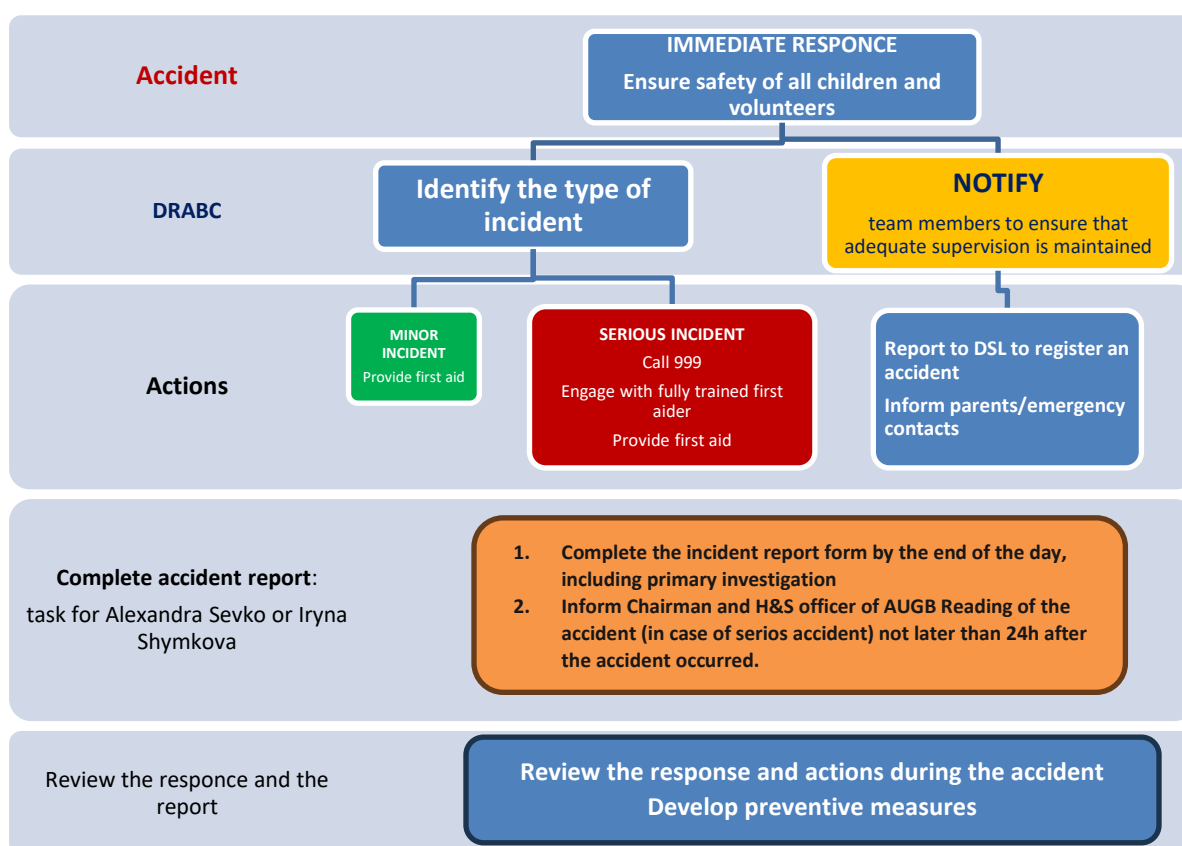 Accident
IMMEDIATE RESPONCE
Ensure safety of all children and
volunteers
DRABC
Identify the type of
incident
NOTIFY
team members to ensure that
adequate supervision is maintained
Actions
MINOR
INCIDENT
Provide first aid
SERIOUS INCIDENT
Call 999
Engage with fully trained first
aider
Provide first aid
Report to DSL to register an
accident
Inform parents/emergency
contacts
Complete accident report:
task for Alexandra Sevko or Iryna
Shymkova
1. Complete the incident report form by the end of the day,
including primary investigation
2. Inform Chairman and H&S officer of AUGB Reading of the
accident (in case of serios accident) not later than 24h after
the accident occurred.
Review the responce and the
report
Review the response and actions during the accident
Develop preventive measures